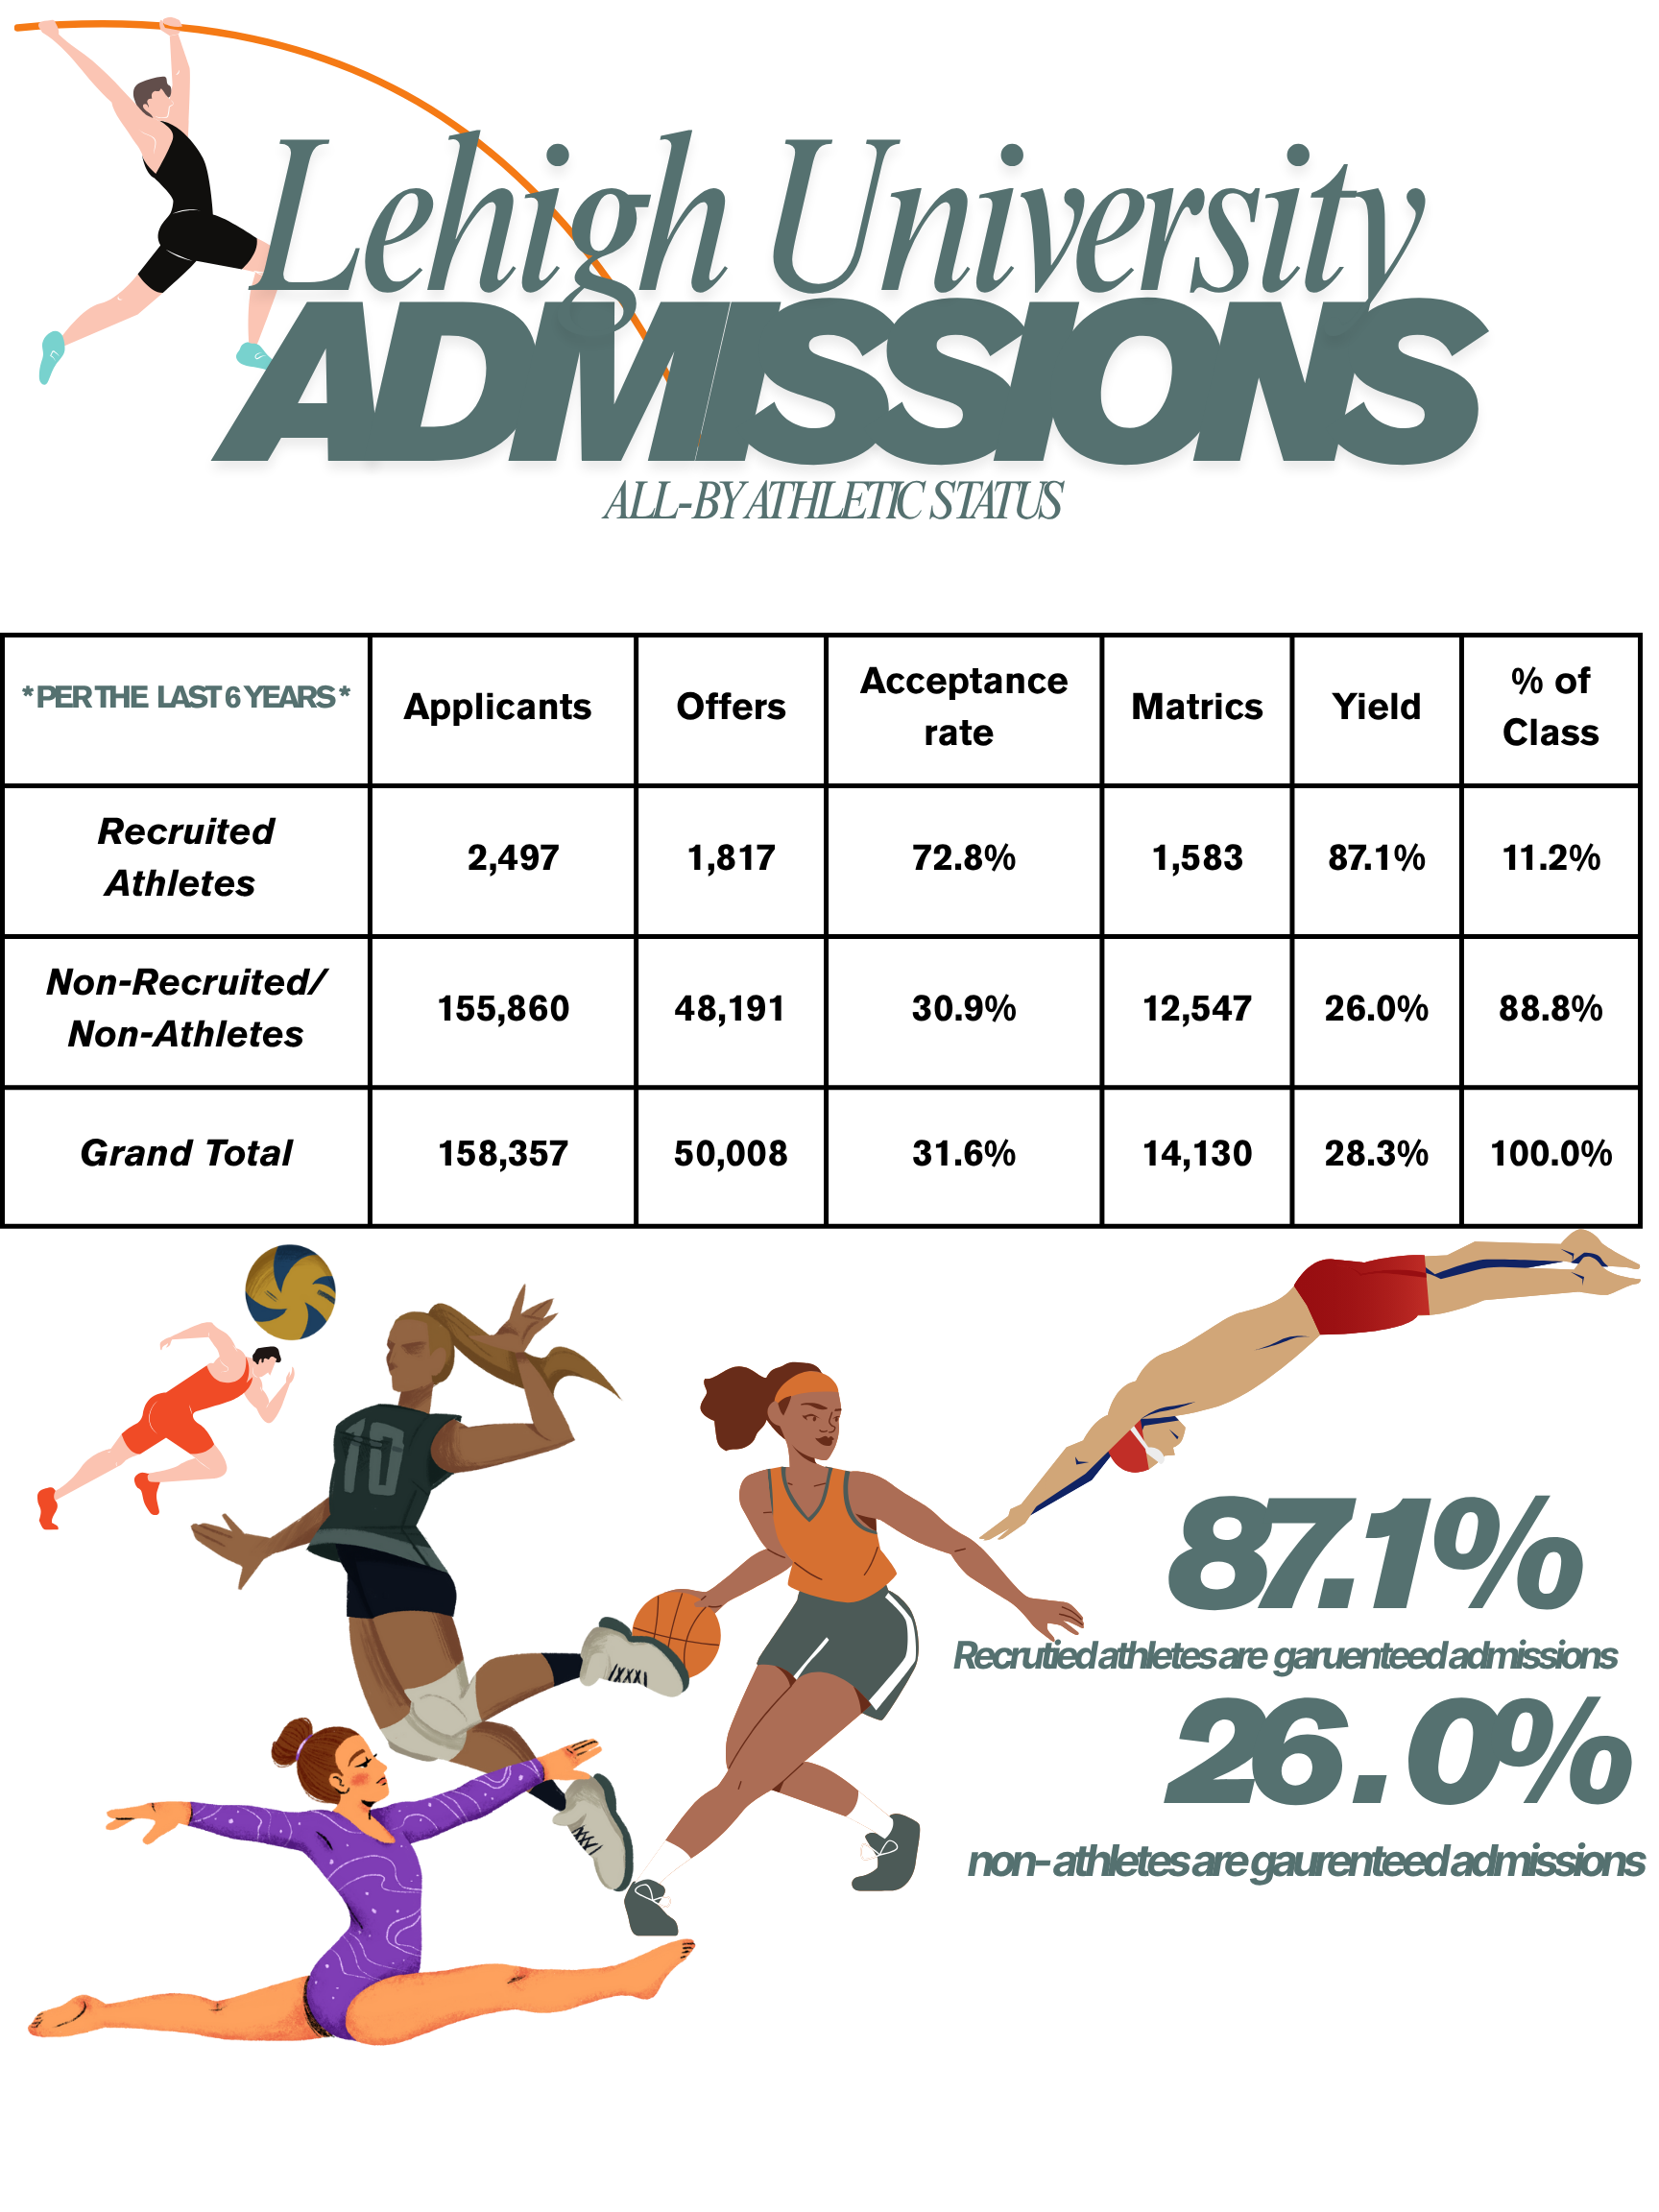 Lehigh University
ADMISSIONS
ALL-BY ATHLETIC STATUS
*PER THE LAST 6 YEARS* Applicants Offers Acceptance rate Matrics Yield % of Class
Recruited Athletes 2,497 1,817 72.8% 1,583 87.1% 11.2%
Non-Recruited/ Non-Athletes 155,860 48,191 30.9% 12,547 26.0% 88.8%
Grand Total 158,357 50,008 31.6% 14,130 28.3% 100.0%
10
87.1%
Recrutied athletes are garuenteed admissions
26.0%
non-athletes are gaurenteed admissions